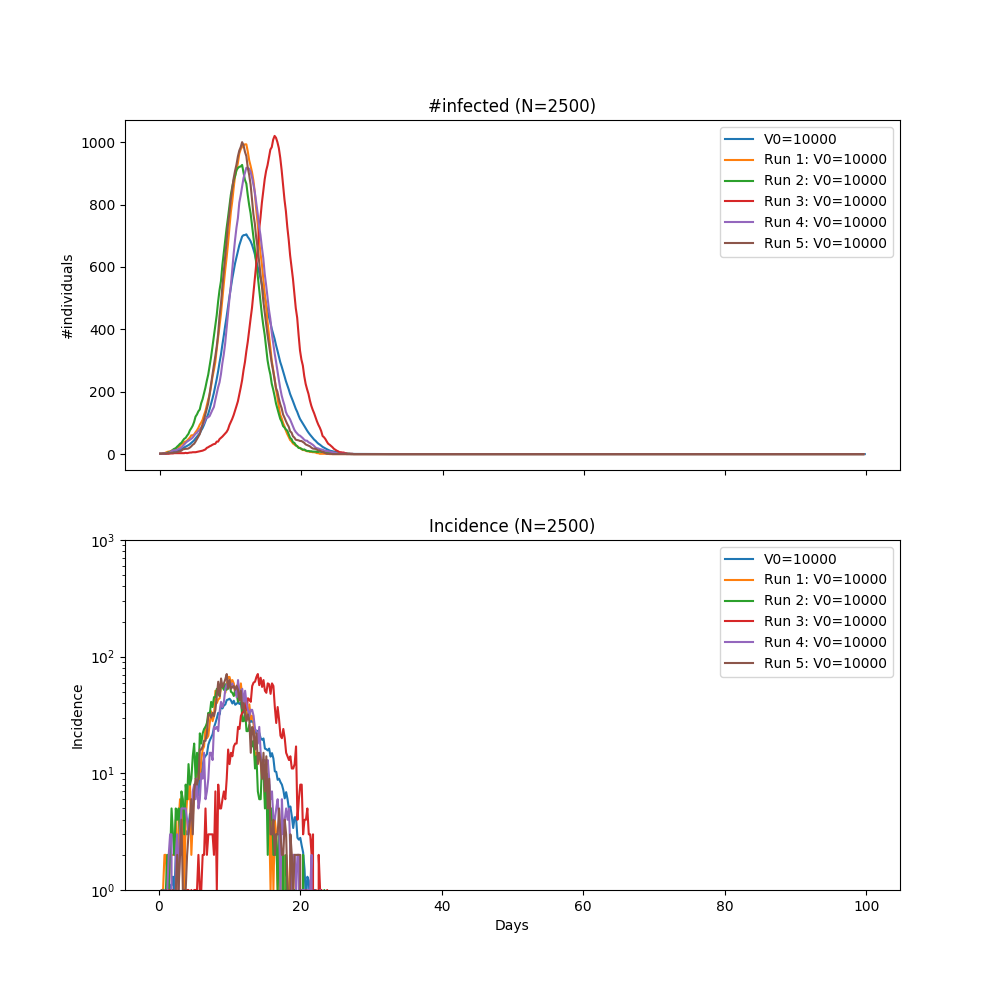 #infected (N=2500)
1000
800
600
400
200
0
#individuals
V0=10000
Run 1: V0=10000
Run 2: V0=10000
Run 3: V0=10000
Run 4: V0=10000
Run 5: V0=10000
Incidence (N=2500)
10³
10²
10¹
10⁰
Incidence
V0=10000
Run 1: V0=10000
Run 2: V0=10000
Run 3: V0=10000
Run 4: V0=10000
Run 5: V0=10000
0 20 40 60 80 100
Days